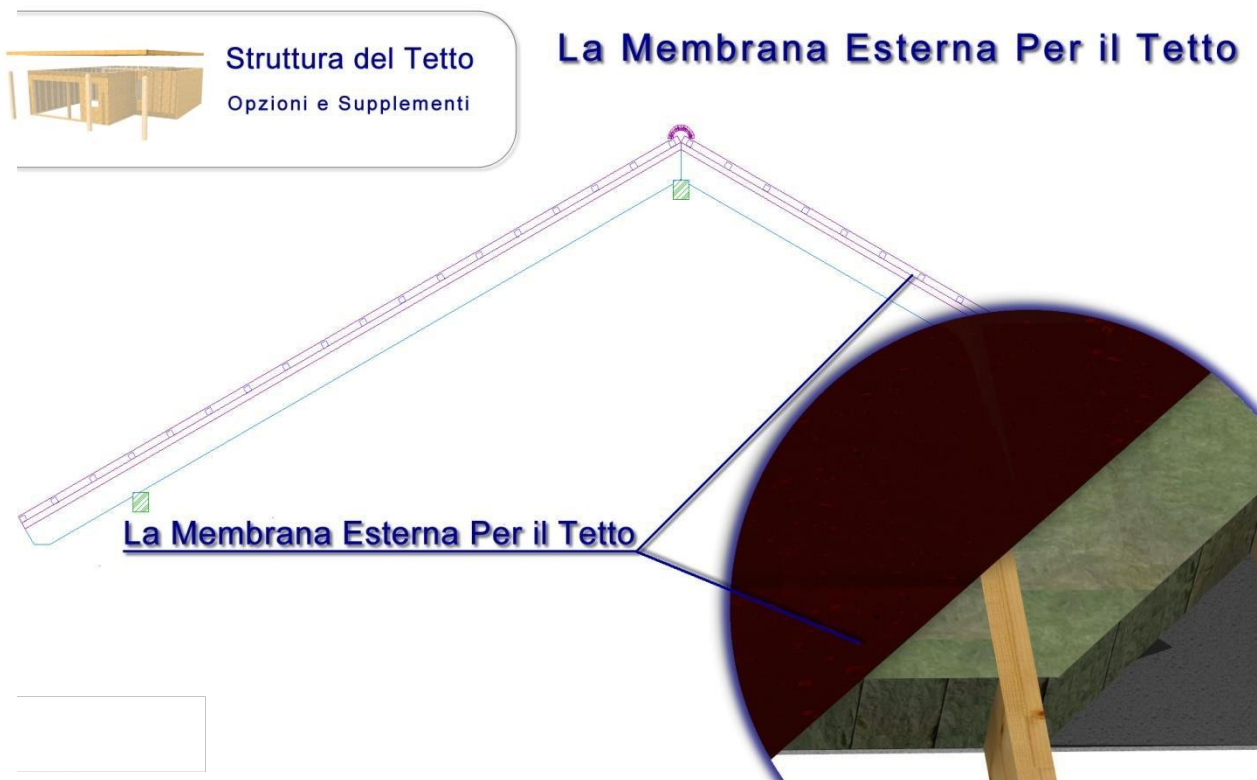 Struttura del Tetto
Opzioni e Supplementi
La Membrana Esterna Per il Tetto
La Membrana Esterna Per il Tetto